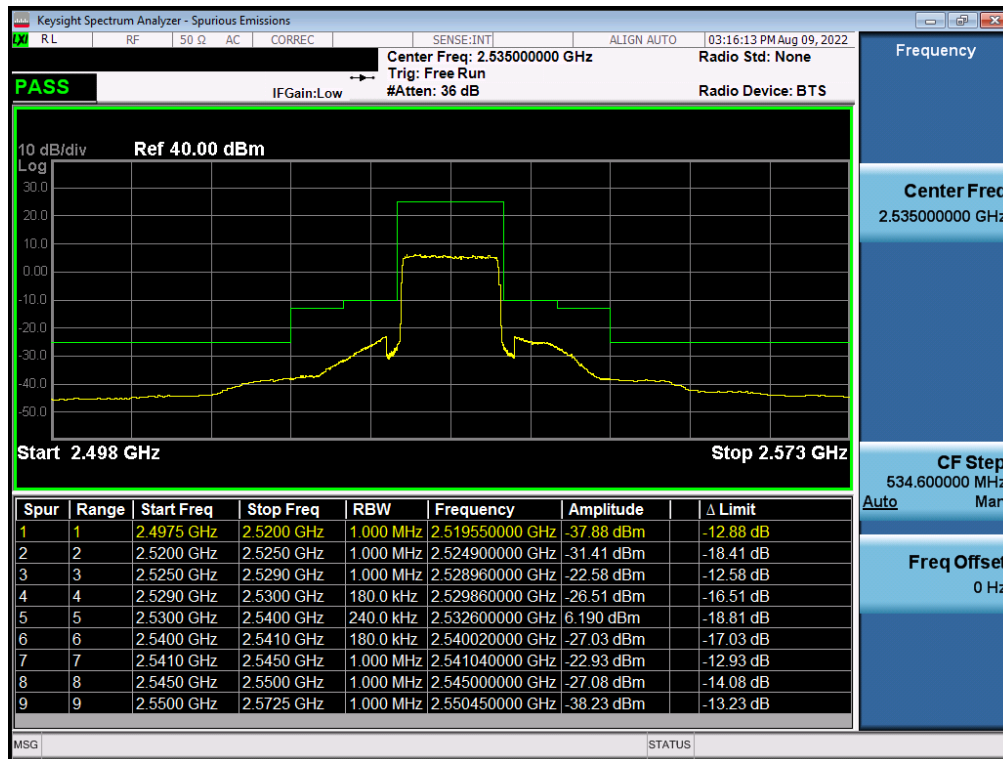 Keysight Spectrum Analyzer - Spurious Emissions
LXI RL RF 50 Ω AC CORREC SENSE:INT ALIGN AUTO 03:16:13 PM Aug 09, 2022
Center Freq: 2.535000000 GHz Radio Std: None
Trig: Free Run
PASS IFGain:Low #Atten: 36 dB Radio Device: BTS
10 dB/div Ref 40.00 dBm
Log
30.0
20.0
10.0
0.00
-10.0
-20.0
-30.0
-40.0
-50.0
Start 2.498 GHz Stop 2.573 GHz
Spur Range Start Freq Stop Freq RBW Frequency Amplitude Δ Limit
1 1 2.4975 GHz 2.5200 GHz 1.000 MHz 2.519550000 GHz -37.88 dBm -12.88 dB
2 2 2.5200 GHz 2.5250 GHz 1.000 MHz 2.524900000 GHz -31.41 dBm -18.41 dB
3 3 2.5250 GHz 2.5290 GHz 1.000 MHz 2.528960000 GHz -22.58 dBm -12.58 dB
4 4 2.5290 GHz 2.5300 GHz 180.0 kHz 2.529860000 GHz -26.51 dBm -16.51 dB
5 5 2.5300 GHz 2.5400 GHz 240.0 kHz 2.532600000 GHz 6.190 dBm -18.81 dB
6 6 2.5400 GHz 2.5410 GHz 180.0 kHz 2.540020000 GHz -27.03 dBm -17.03 dB
7 7 2.5410 GHz 2.5450 GHz 1.000 MHz 2.541040000 GHz -22.93 dBm -12.93 dB
8 8 2.5450 GHz 2.5500 GHz 1.000 MHz 2.545000000 GHz -27.08 dBm -14.08 dB
9 9 2.5500 GHz 2.5725 GHz 1.000 MHz 2.550450000 GHz -38.23 dBm -13.23 dB
MSG STATUS
Frequency
Center Freq
2.535000000 GHz
CF Step
534.600000 MHz
Auto Man
Freq Offset
0 Hz